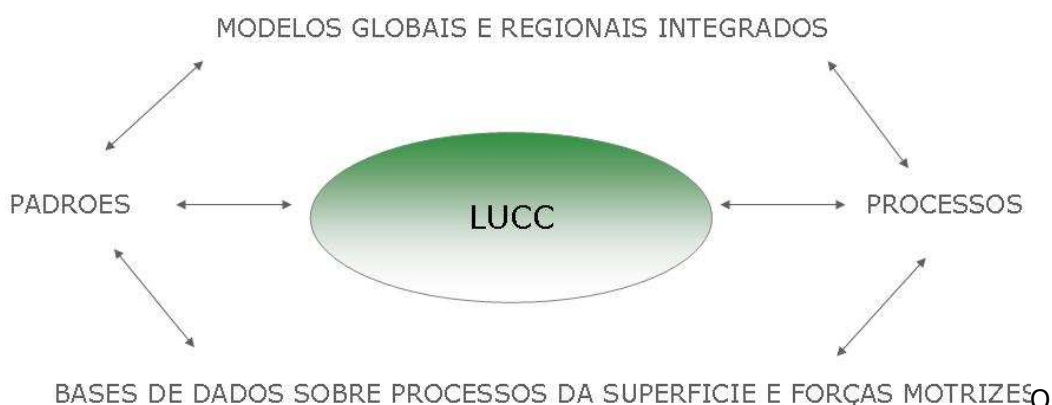 MODELOS GLOBAIS E REGIONAIS INTEGRADOS
PADROES
LUCC
PROCESSOS
BASES DE DADOS SOBRE PROCESSOS DA SUPERFICIE E FORÇAS MOTRIZES
O